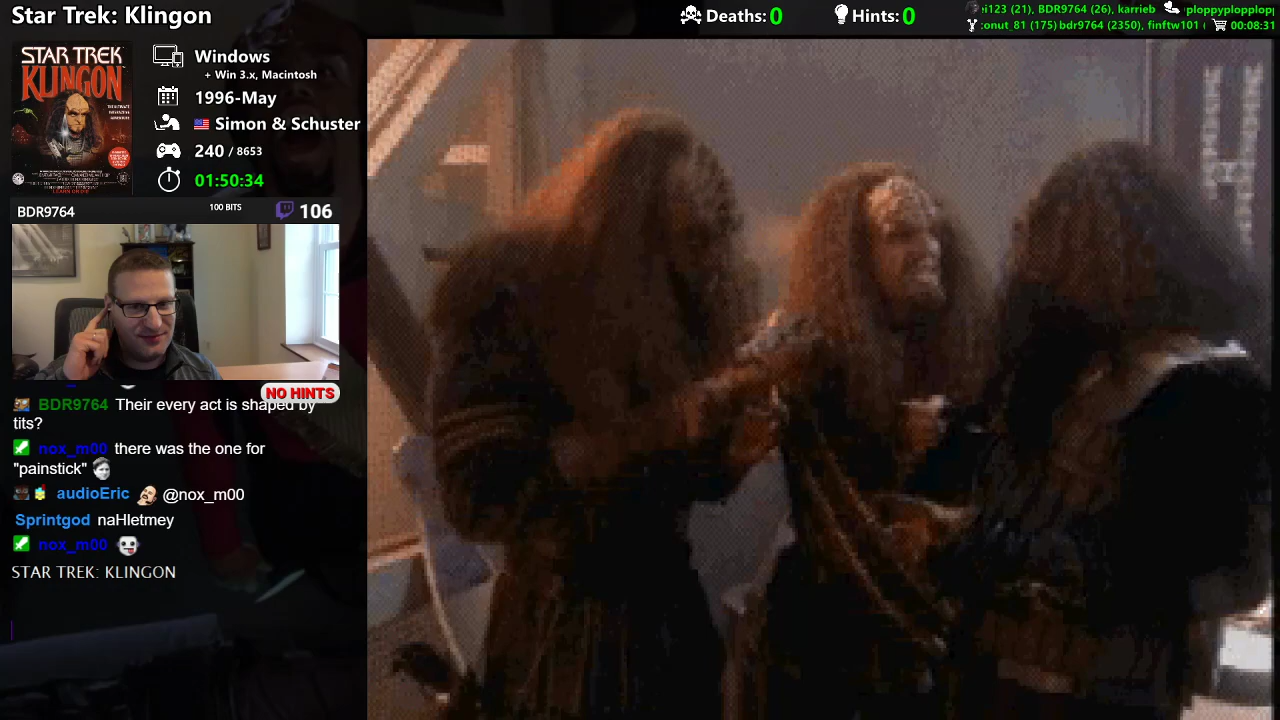 Star Trek: Klingon
Deaths: 0
Hints: 0
ei123 (21), BDR9764 (26), karrieb
ploppyplopplopp
conut_81 (175) bdr9764 (2350), finftw101 (
00:08:31
STAR TREK
KLINGON
Windows
+ Win 3.x, Macintosh
1996-May
Simon & Schuster
240 / 8653
01:50:34
BDR9764
100 BITS
106
NO HINTS
BDR9764 Their every act is shaped by
tits?
nox_m00 there was the one for
"painstick"
audioEric @nox_m00
Sprintgod naHletmey
nox_m00
STAR TREK: KLINGON